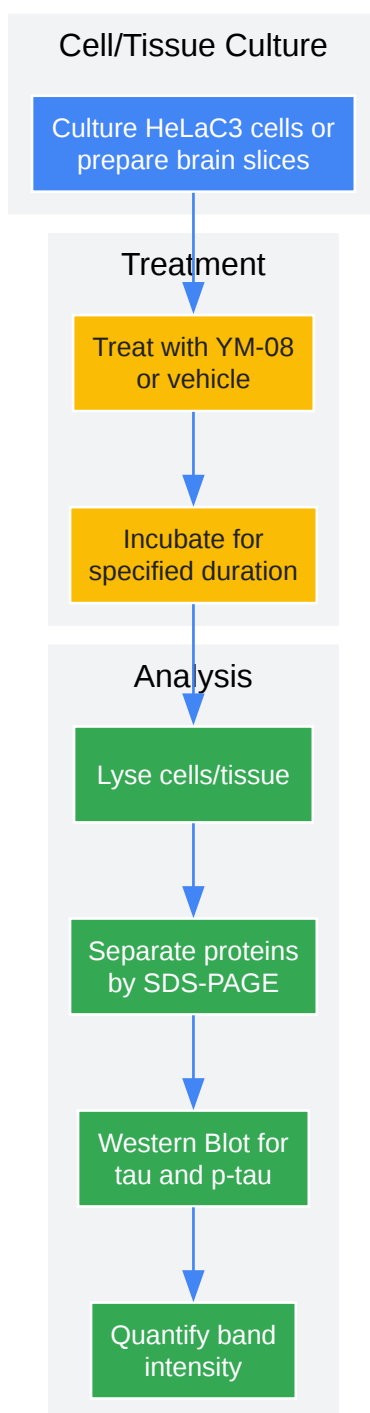 Cell/Tissue Culture
Culture HeLaC3 cells or
prepare brain slices
Treatment
Treat with YM-08
or vehicle
Incubate for
specified duration
Analysis
Lyse cells/tissue
Separate proteins
by SDS-PAGE
Western Blot for
tau and p-tau
Quantify band
intensity